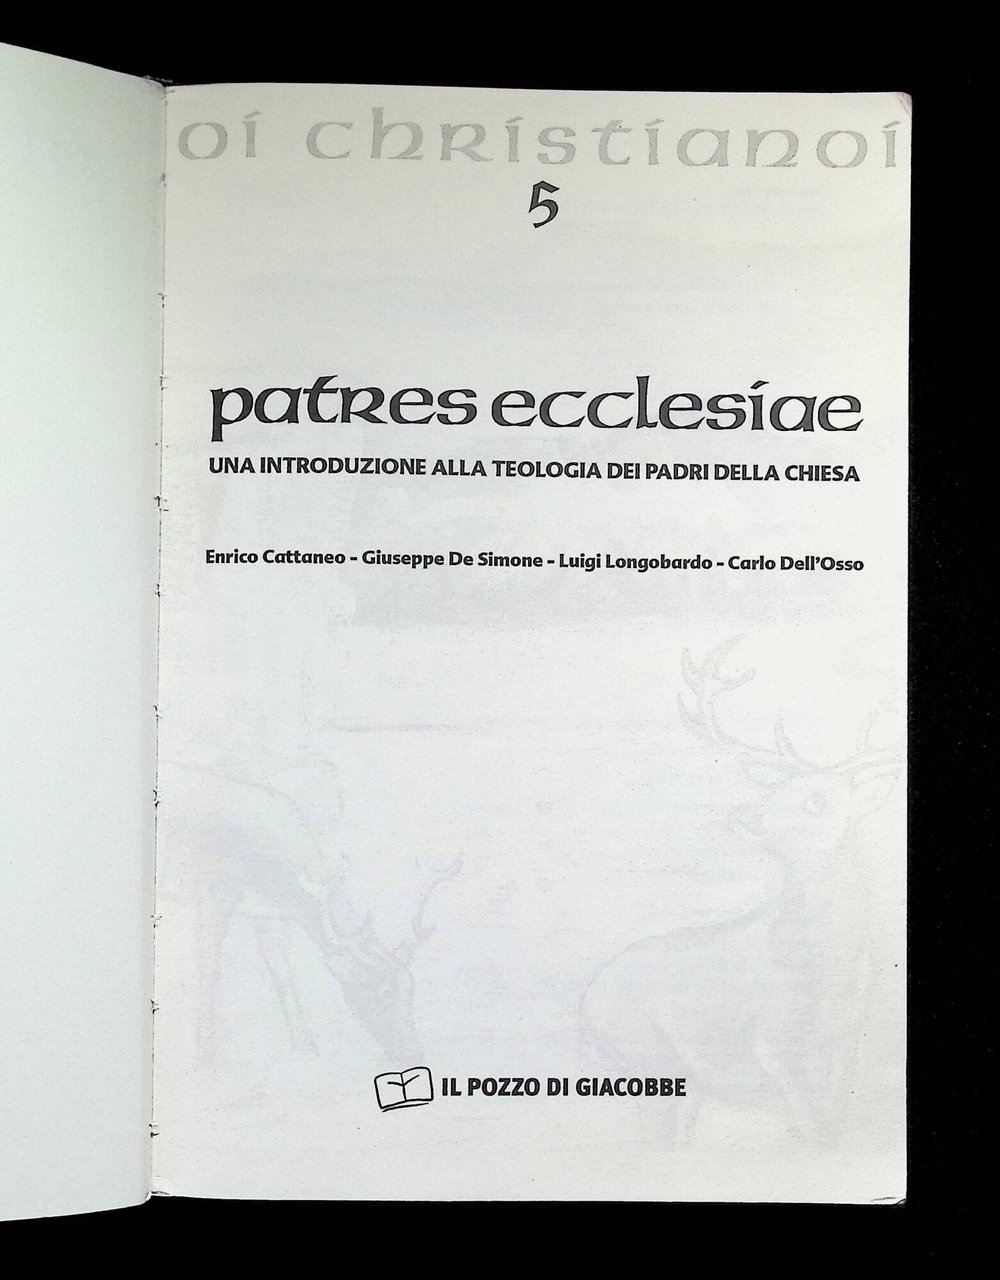 oi christianoi
5
patres ecclesiae
UNA INTRODUZIONE ALLA TEOLOGIA DEI PADRI DELLA CHIESA
Enrico Cattaneo - Giuseppe De Simone - Luigi Longobardo - Carlo Dell'Osso
IL POZZO DI GIACOBBE